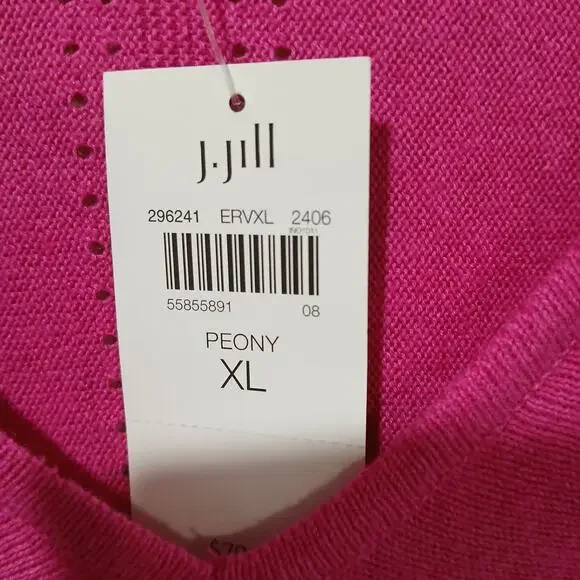 J.Jill
296241 ERVXL 2406
55855891 08
PEONY
XL